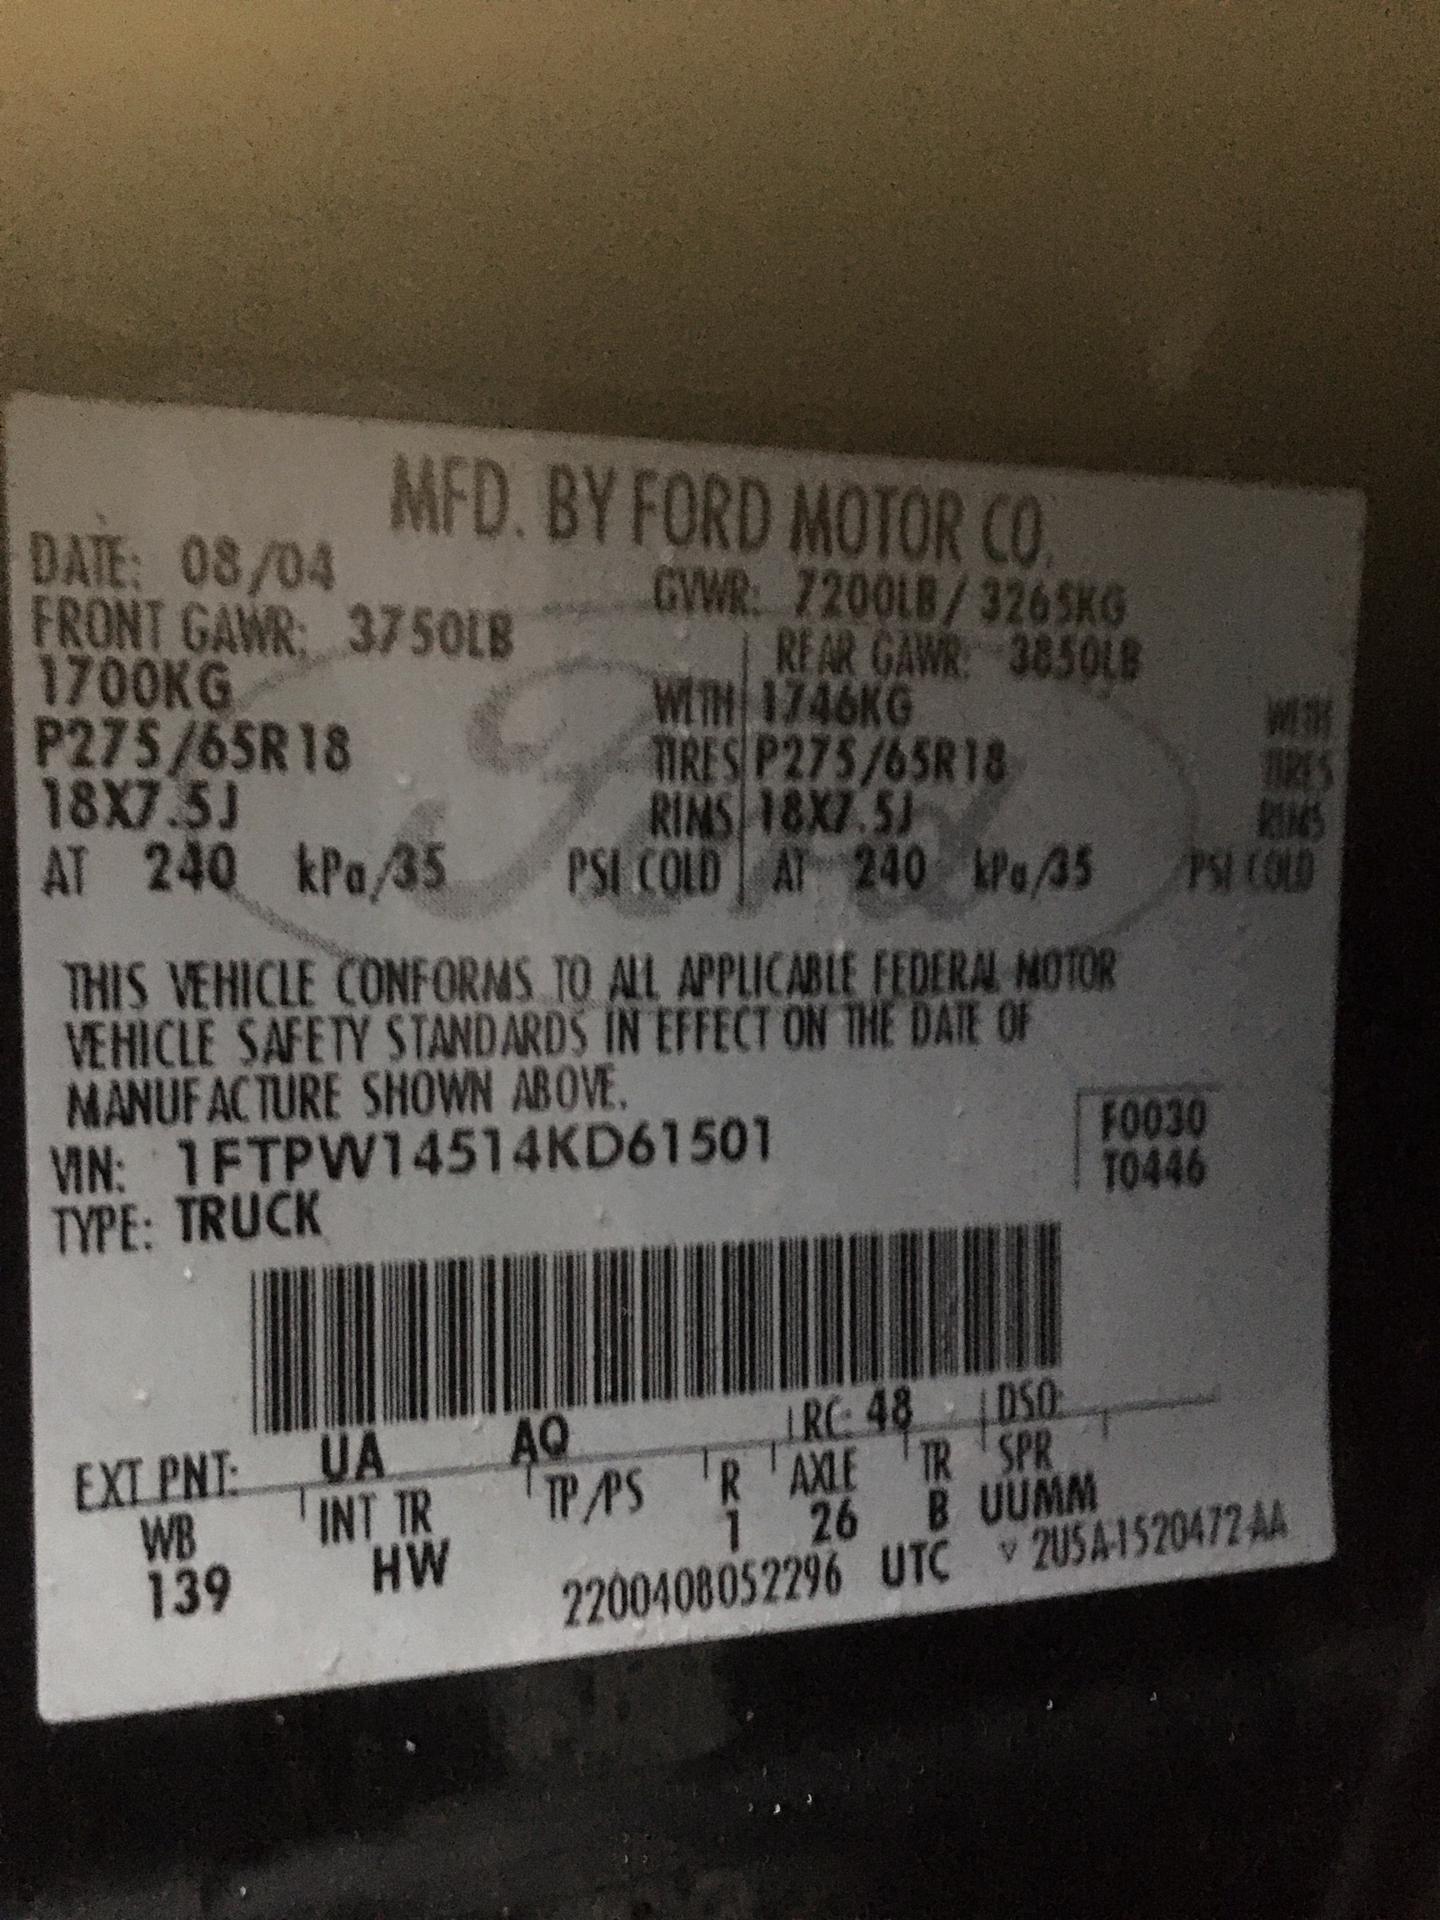 MFD. BY FORD MOTOR CO.
DATE: 08/04 GVWR: 7200LB/ 3265KG
FRONT GAWR: 3750LB REAR GAWR: 3850LB
1700KG WITH 1746KG WITH
P275/65R18 TIRES P275/65R18 TIRES
18X7.5J RIMS 18X7.5J RIMS
AT 240 kPa/35 PSI COLD AT 240 kPa/35 PSI COLD
Ford
THIS VEHICLE CONFORMS TO ALL APPLICABLE FEDERAL MOTOR
VEHICLE SAFETY STANDARDS IN EFFECT ON THE DATE OF
MANUFACTURE SHOWN ABOVE.
F0030
VIN: 1FTPW14514KD61501 T0446
TYPE: TRUCK
EXT PNT: UA AQ RC: 48 DSO:
WB INT TR TP/PS R AXLE TR SPR
139 HW 1 26 B UUMM
2200408052296 UTC ▽ 2U5A-1520472-AA